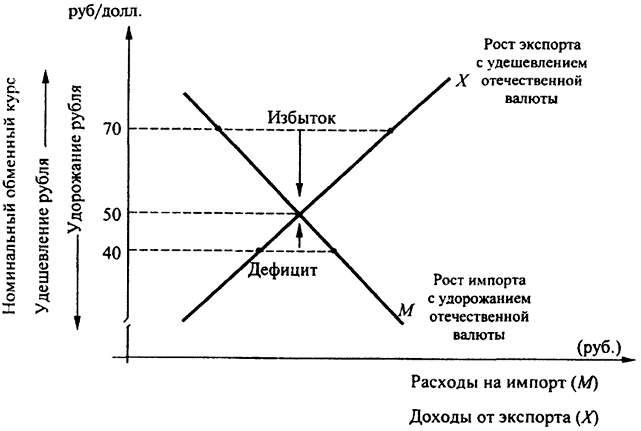 руб/долл.
Номинальный обменный курс
Удешевление рубля
Удорожание рубля
Рост экспорта
с удешевлением
отечественной
валюты
X
70
Избыток
50
40
Дефицит
M
Рост импорта
с удорожанием
отечественной
валюты
(руб.)
Расходы на импорт (M)
Доходы от экспорта (X)